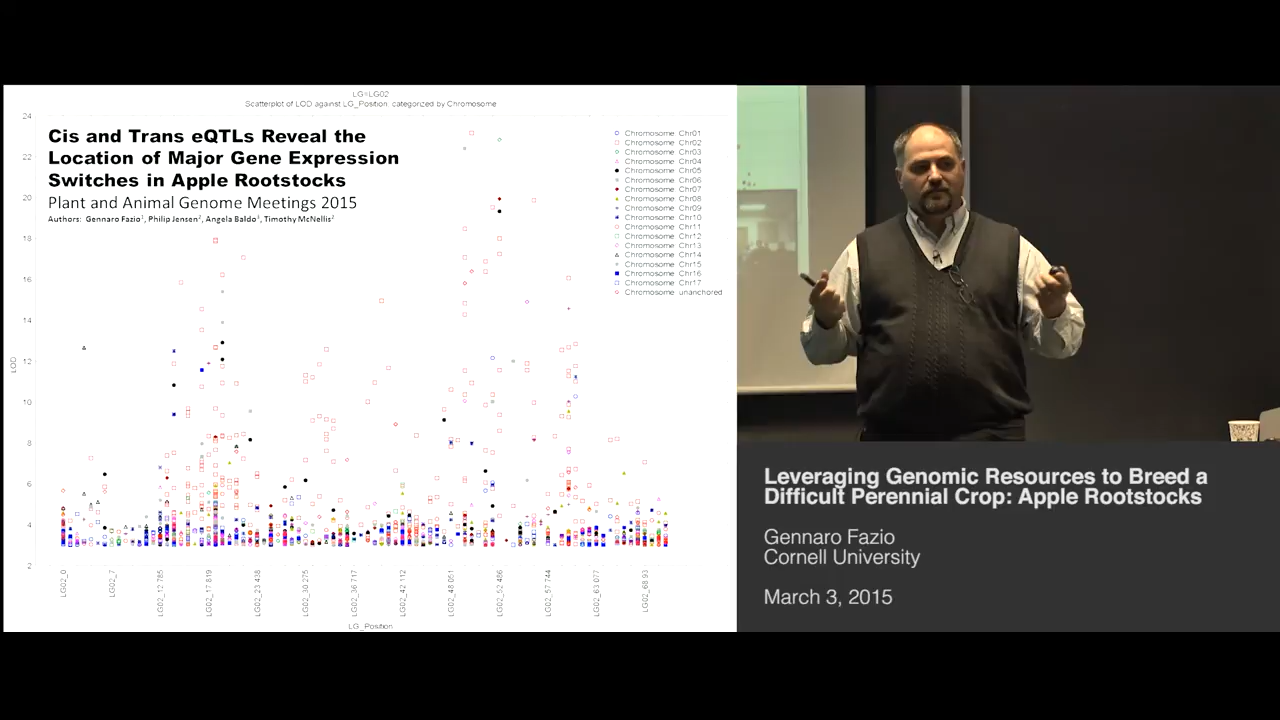 LG=LG02
Scatterplot of LOD against LG_Position categorized by Chromosome
Cis and Trans eQTLs Reveal the
Location of Major Gene Expression
Switches in Apple Rootstocks
Plant and Animal Genome Meetings 2015
Authors: Gennaro Fazio¹, Philip Jensen², Angela Baldo¹, Timothy McNellis²
Chromosome Chr01
Chromosome Chr02
Chromosome Chr03
Chromosome Chr04
Chromosome Chr05
Chromosome Chr06
Chromosome Chr07
Chromosome Chr08
Chromosome Chr09
Chromosome Chr10
Chromosome Chr11
Chromosome Chr12
Chromosome Chr13
Chromosome Chr14
Chromosome Chr15
Chromosome Chr16
Chromosome Chr17
Chromosome unanchored
24
22
20
18
16
14
12
10
8
6
4
2
LOD
LG02_0
LG02_7
LG02_12.785
LG02_17.819
LG02_23.438
LG02_30.275
LG02_36.717
LG02_42.112
LG02_48.051
LG02_52.486
LG02_57.744
LG02_63.077
LG02_68.93
LG_Position
Leveraging Genomic Resources to Breed a
Difficult Perennial Crop: Apple Rootstocks
Gennaro Fazio
Cornell University
March 3, 2015